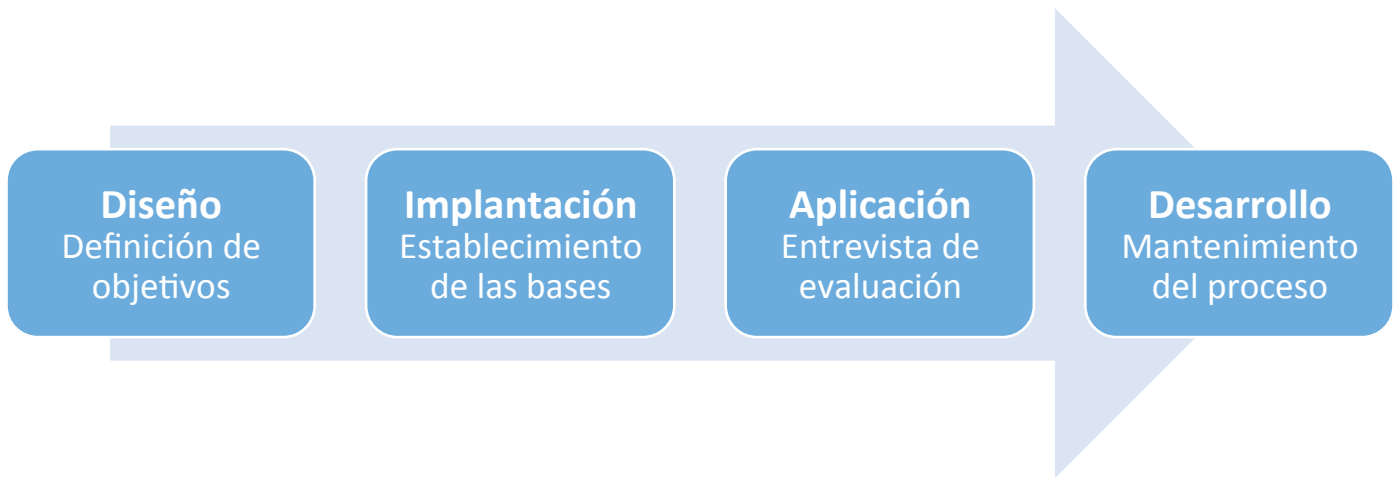 Diseño
Definición de
objetivos
Implantación
Establecimiento
de las bases
Aplicación
Entrevista de
evaluación
Desarrollo
Mantenimiento
del proceso